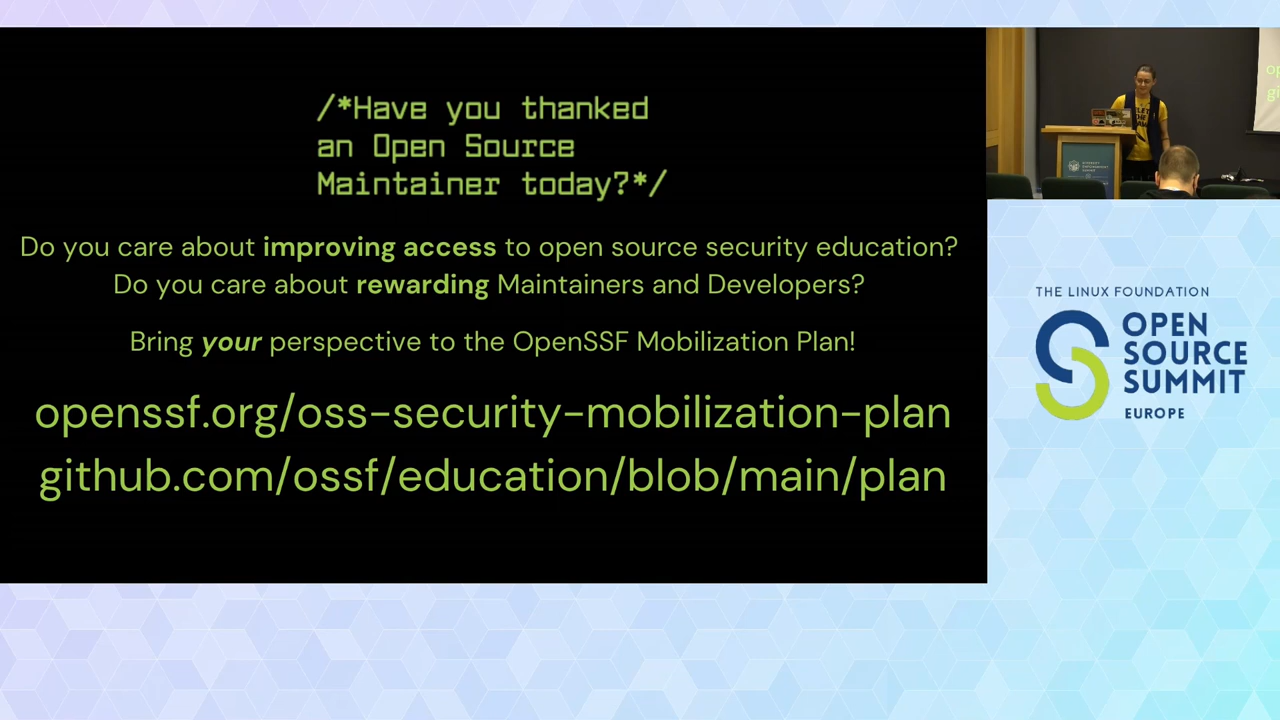 /*Have you thanked
an Open Source
Maintainer today?*/
Do you care about improving access to open source security education?
Do you care about rewarding Maintainers and Developers?
Bring your perspective to the OpenSSF Mobilization Plan!
openssf.org/oss-security-mobilization-plan
github.com/ossf/education/blob/main/plan
THE LINUX FOUNDATION
OPEN
SOURCE
SUMMIT
EUROPE